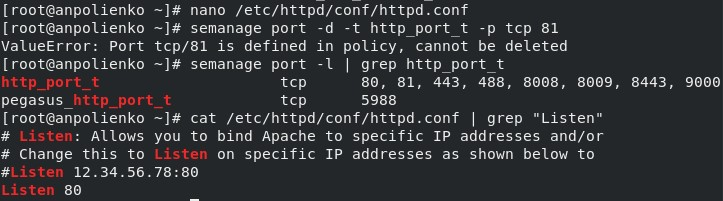 [root@anpolienko ~]# nano /etc/httpd/conf/httpd.conf
[root@anpolienko ~]# semanage port -d -t http_port_t -p tcp 81
ValueError: Port tcp/81 is defined in policy, cannot be deleted
[root@anpolienko ~]# semanage port -l | grep http_port_t
http_port_t                    tcp      80, 81, 443, 488, 8008, 8009, 8443, 9000
pegasus_http_port_t            tcp      5988
[root@anpolienko ~]# cat /etc/httpd/conf/httpd.conf | grep "Listen"
# Listen: Allows you to bind Apache to specific IP addresses and/or
# Change this to Listen on specific IP addresses as shown below to
#Listen 12.34.56.78:80
Listen 80